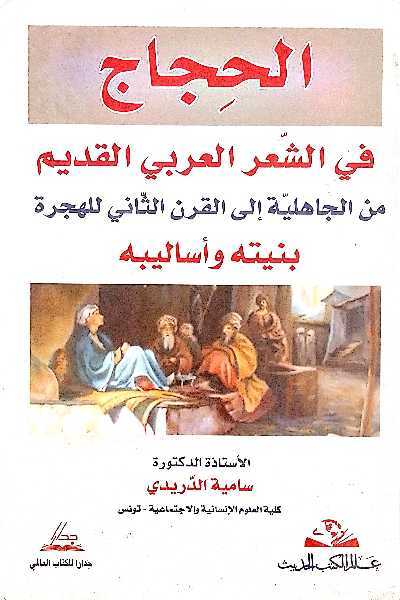 الحِجاج
في الشّعر العربي القديم
من الجاهليّة إلى القرن الثّاني للهجرة
بنيته وأساليبه
الأستاذة الدكتورة
سامية الدّريدي
كلية العلوم الإنسانية والاجتماعية - تونس
جدارا
جدارا للكتاب العالمي
عالم الكتب الحديث